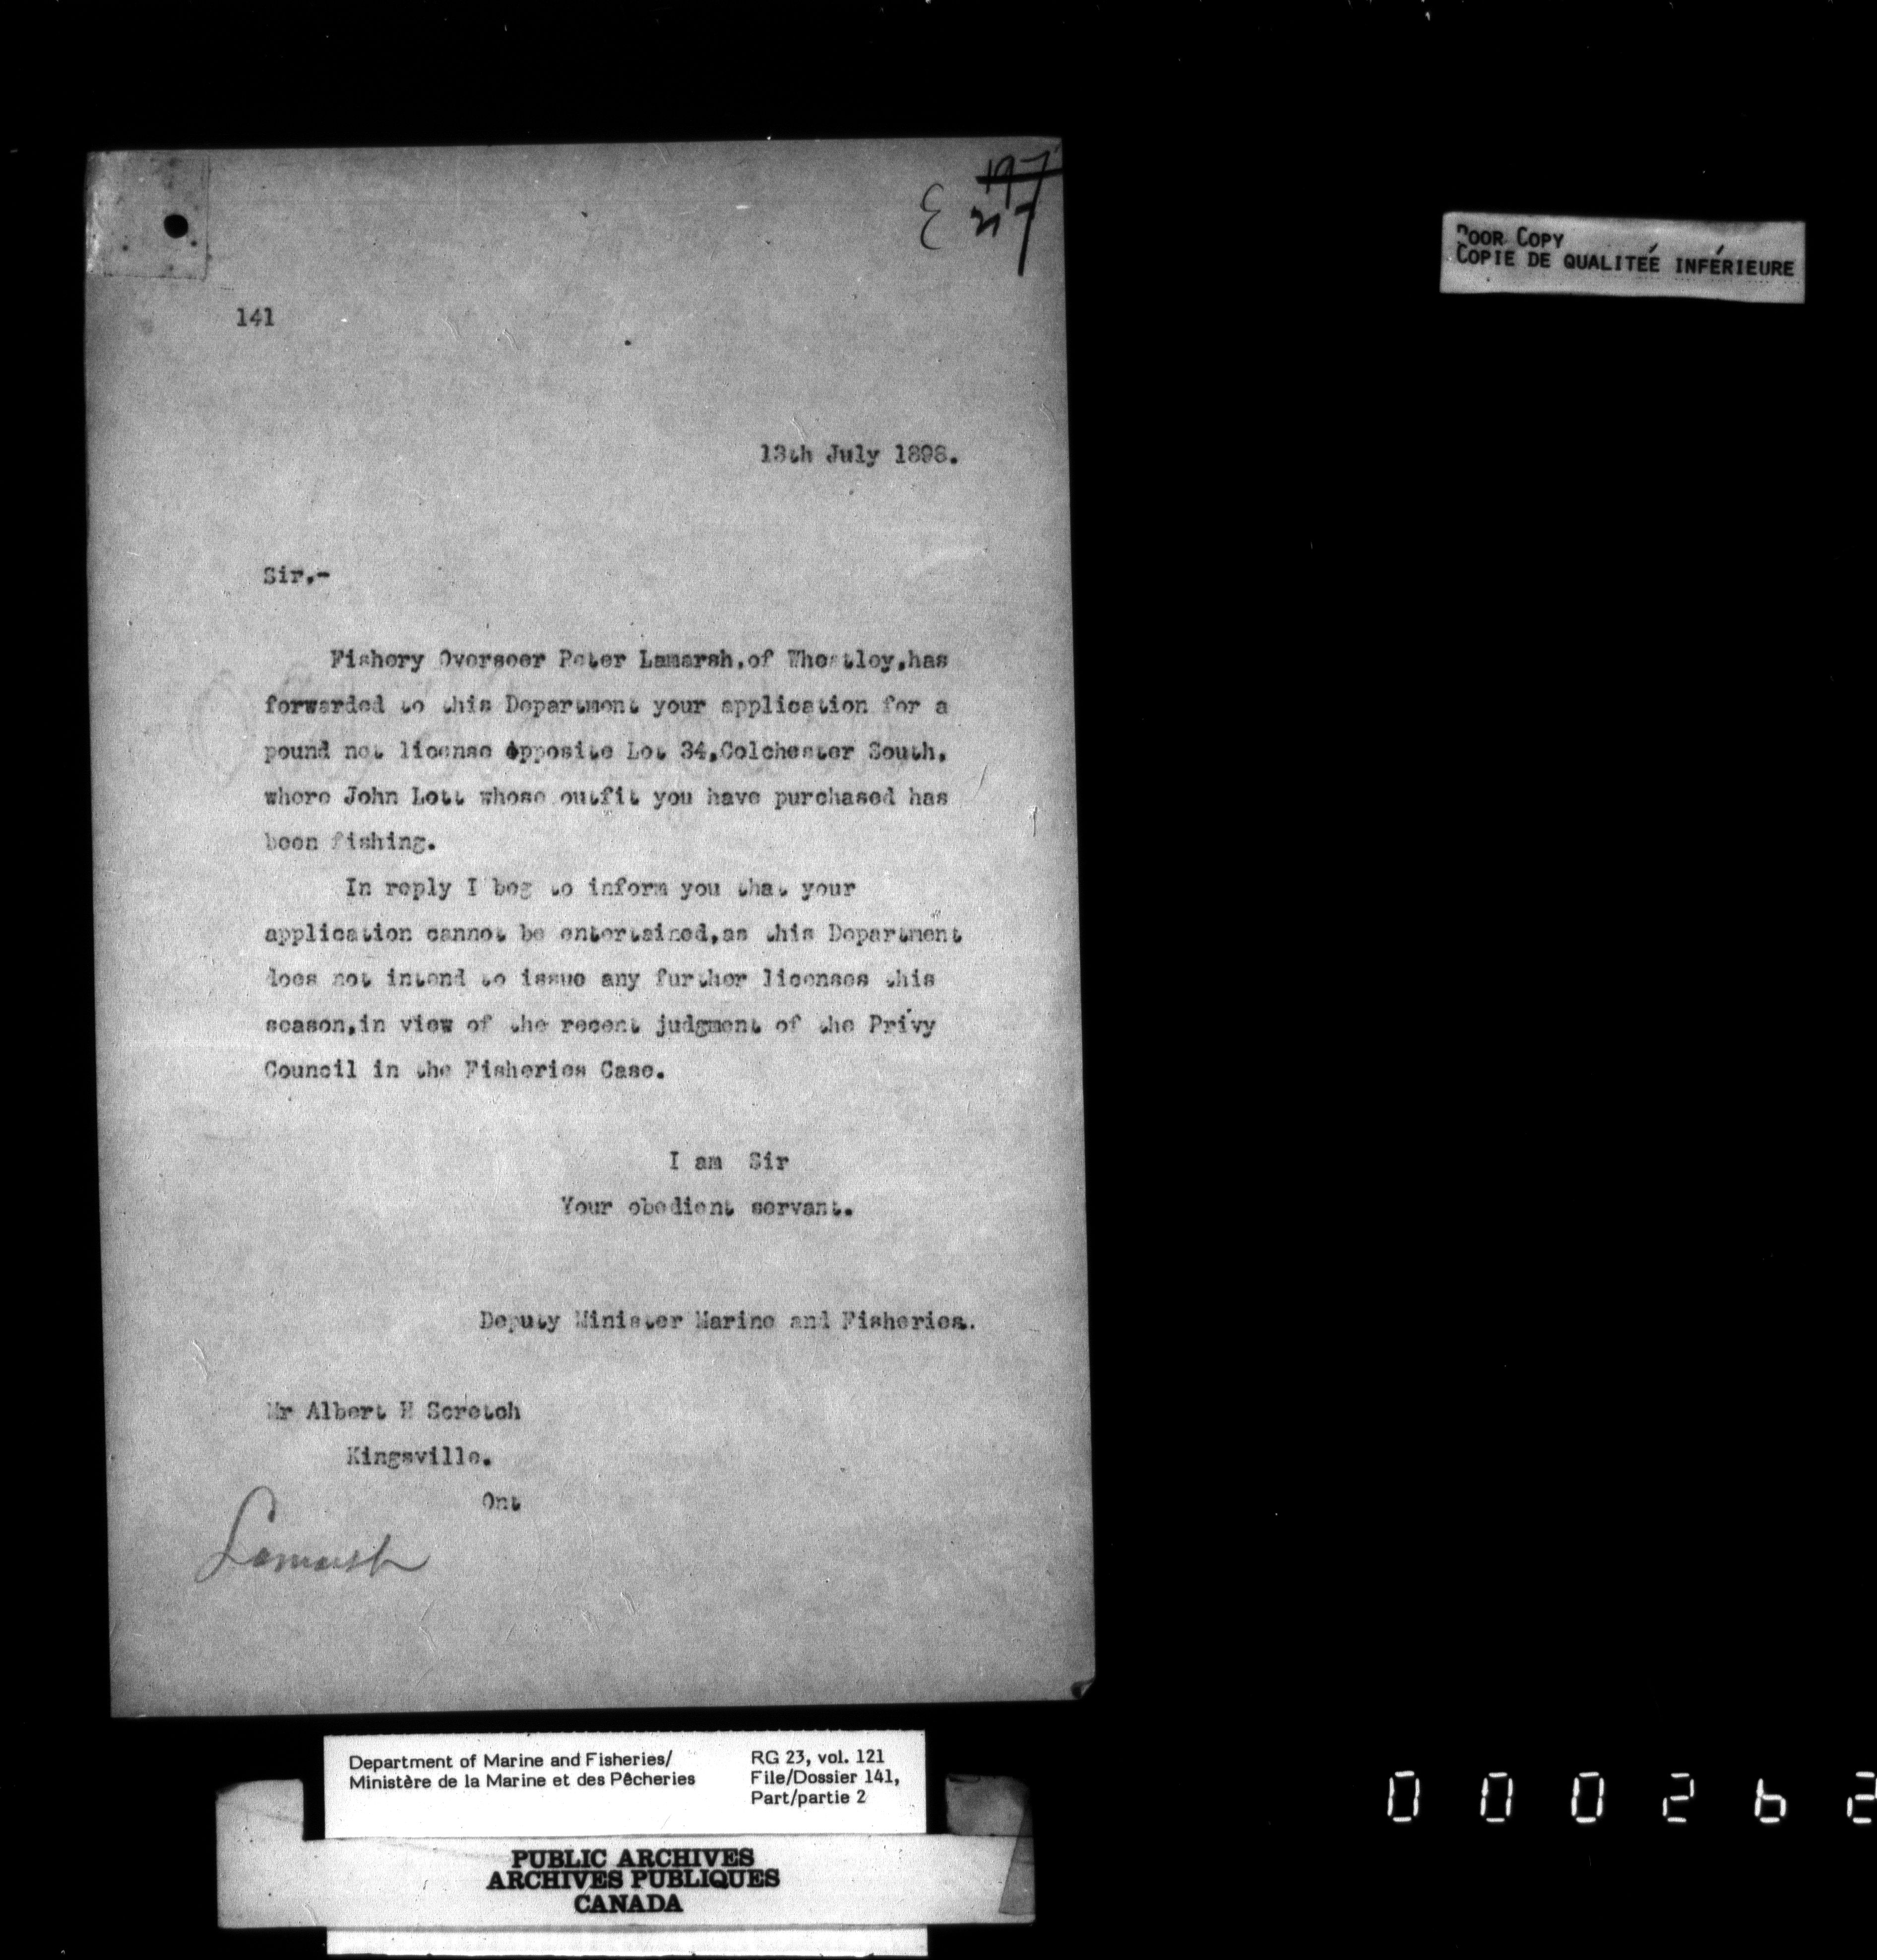 197
E 217
POOR COPY
COPIE DE QUALITÉE INFÉRIEURE
141
13th July 1898.
Sir,-
Fishery Overseer Peter Lamarsh,of Wheatley,has
forwarded to this Department your application for a
pound net license opposite Lot 34,Colchester South,
where John Lott whose outfit you have purchased has
been fishing.
In reply I beg to inform you that your
application cannot be entertained,as this Department
does not intend to issue any further licenses this
season,in view of the recent judgment of the Privy
Council in the Fisheries Case.
I am Sir
Your obedient servant.
Deputy Minister Marine and Fisheries.
Mr Albert H Scratch
Kingsville.
Ont
Lamarsh
Department of Marine and Fisheries/
Ministère de la Marine et des Pêcheries
RG 23, vol. 121
File/Dossier 141,
Part/partie 2
PUBLIC ARCHIVES
ARCHIVES PUBLIQUES
CANADA
000262